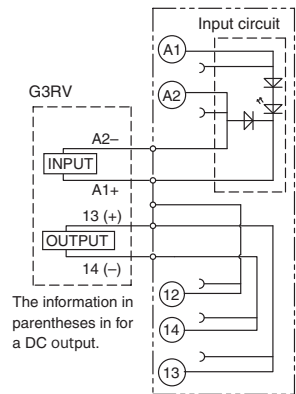 Input circuit
A1
G3RV
A2
A2–
INPUT
A1+
13 (+)
OUTPUT
14 (–)
12
The information in
parentheses in for
a DC output.
14
13